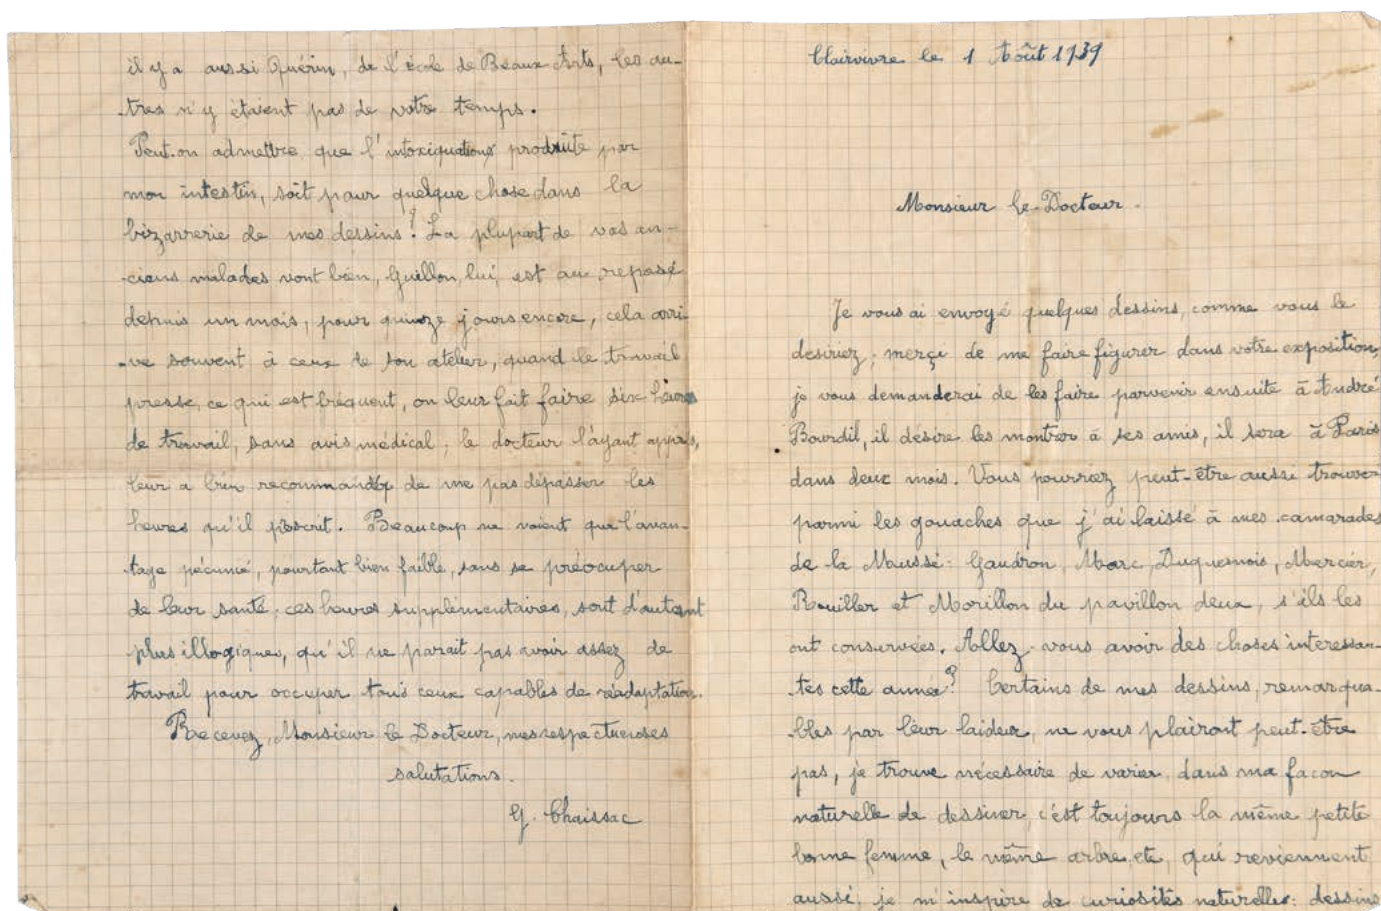 Clairvivre le 1 Août 1939
Monsieur le Docteur.
Je vous ai envoyé quelques dessins, comme vous le
desiriez; merçi de me faire figurer dans votre exposition,
je vous demanderai de les faire parvenir ensuite à André
Bourdil, il désire les montrer à ses amis, il sera à Paris
dans deux mois. Vous pourriez peut-être aussi trouver
parmi les gouaches que j'ai laissé à mes camarades
de la Musse: Gaudron, Marc, Duquesnois, Mercier,
Rouiller et Morillon du pavillon deux, s'ils les
ont conservées. Allez-vous avoir des choses interessan-
-tes cette année? Certains de mes dessins, remarqua-
-bles par leur laideur, ne vous plairont peut-être
pas, je trouve nécessaire de varier, dans ma facon
naturelle de dessiner, c'est toujours la même petite
bonne femme, le même arbre, etc, qui reviennent
aussi, je m'inspire de curiosités naturelles: dessins
il y a aussi Quérin, de l'école de Beaux Arts, les au-
-tres n'y étaient pas de votre temps.
Peut-on admettre que l'intoxiquation produite par
mon intestin, soit pour quelque chose dans la
bizarrerie de mes dessins? La plupart de vos an-
-ciens malades vont bien, Guillon, lui, est au repos
depuis un mois, pour quinze jours encore, cela arri-
-ve souvent à ceux de son atelier, quand le travail
presse, ce qui est fréquent, on leur fait faire six heures
de travail, sans avis médical; le docteur l'ayant appris,
leur a bien recommandé de ne pas dépasser les
heures qu'il préscrit. Beaucoup ne voient que l'avan-
tage pécunié, pourtant bien faible, sans se préocuper
de leur santé; ces heures supplémentaires, sont d'autant
plus illogiques, qu'il ne parait pas avoir assez de
travail pour occuper tous ceux capables de réadaptation.
Recevez, Monsieur le Docteur, mes respectueuses
salutations.
G. Chaissac